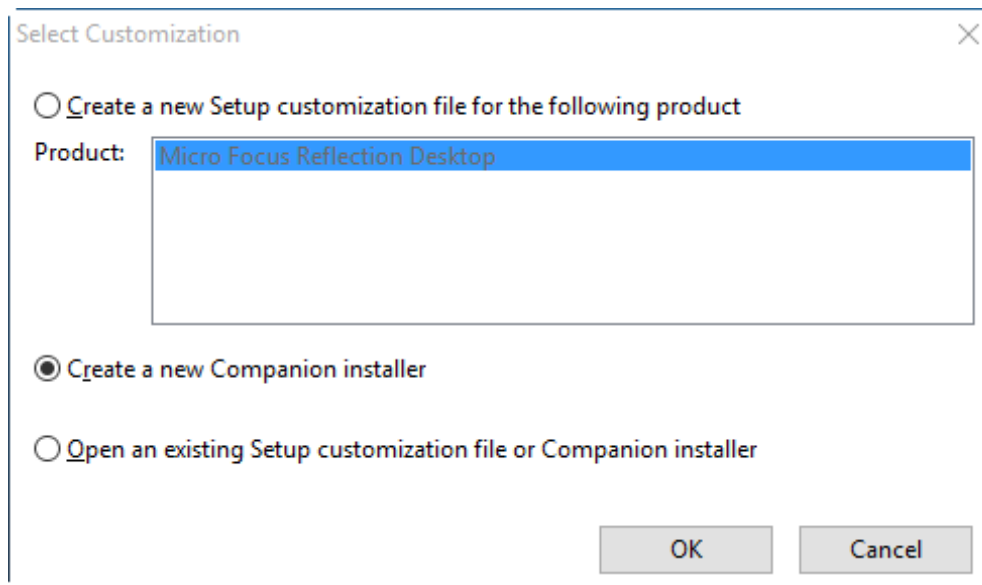 Select Customization
Create a new Setup customization file for the following product
Product:
Micro Focus Reflection Desktop
Create a new Companion installer
Open an existing Setup customization file or Companion installer
OK
Cancel